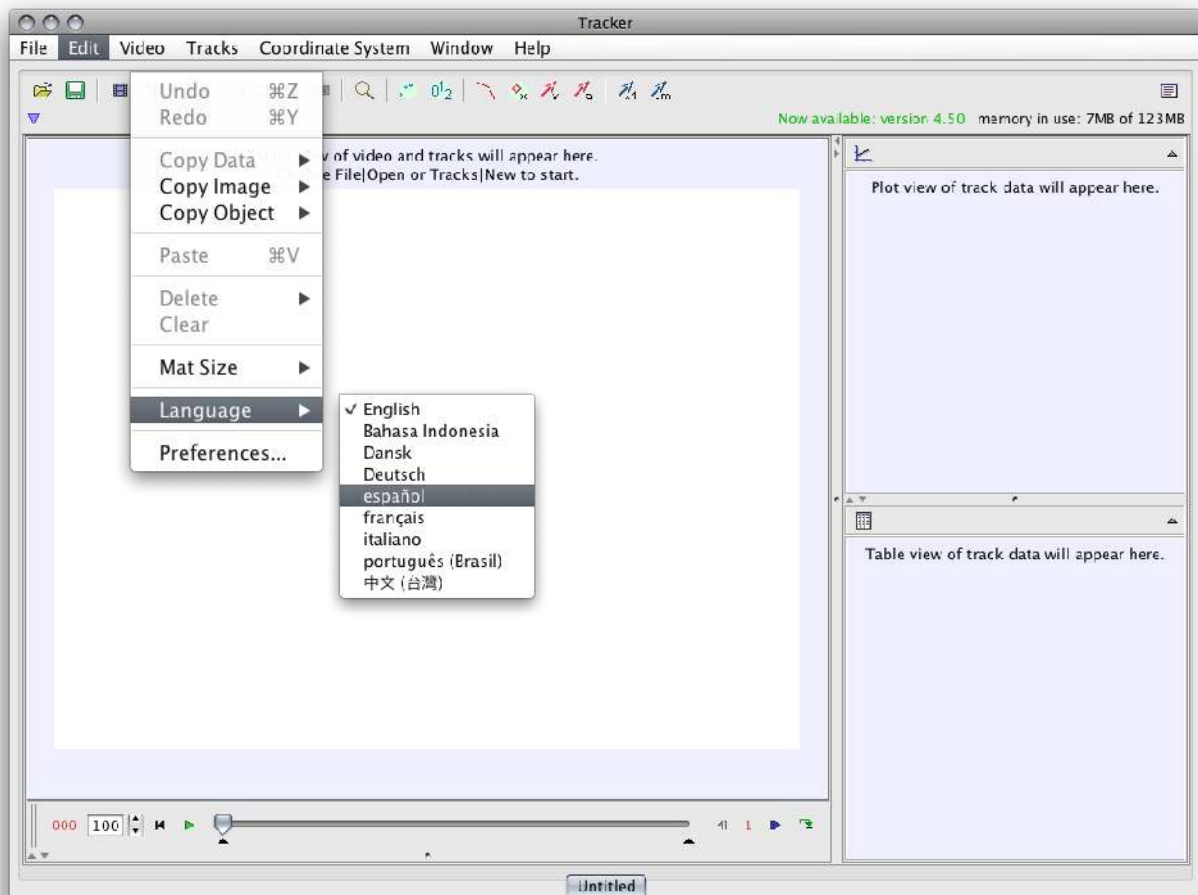 Tracker
File Edit Video Tracks Coordinate System Window Help
Now available: version 4.50 memory in use: 7MB of 123MB
Undo ⌘Z
Redo ⌘Y
Copy Data
Copy Image
Copy Object
Paste ⌘V
Delete
Clear
Mat Size
Language
Preferences...
✓ English
Bahasa Indonesia
Dansk
Deutsch
español
français
italiano
português (Brasil)
中文 (台灣)
of video and tracks will appear here.
File|Open or Tracks|New to start.
Plot view of track data will appear here.
Table view of track data will appear here.
000 100 1
Untitled